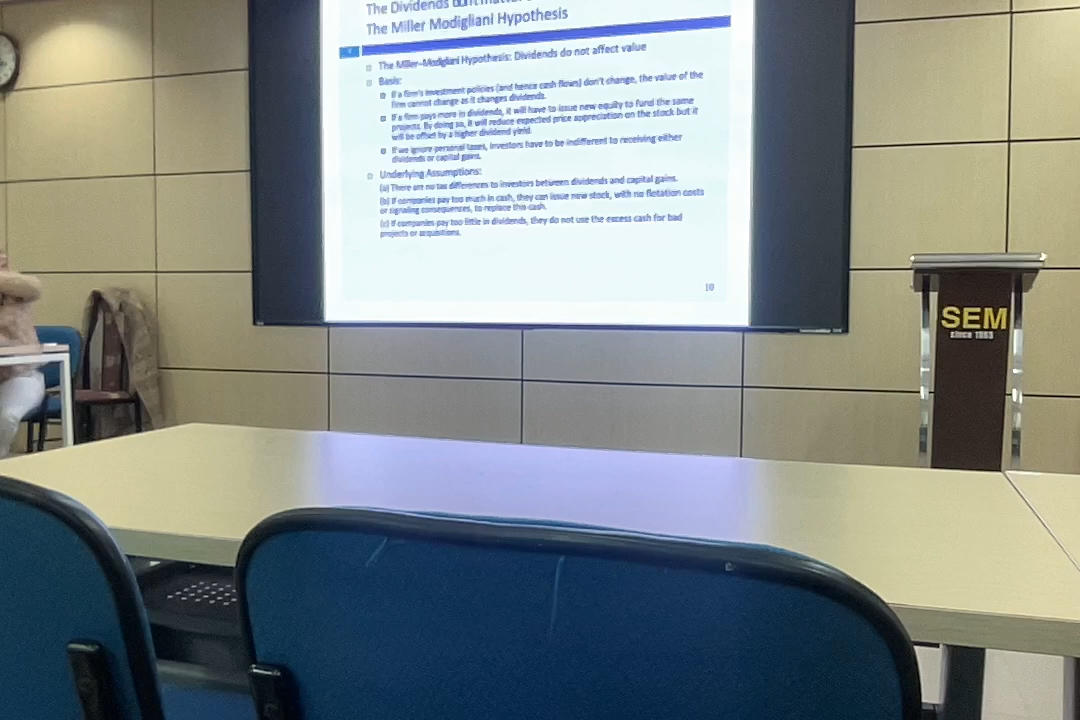 The Dividends don't matter
The Miller Modigliani Hypothesis
The Miller-Modigliani Hypothesis: Dividends do not affect value
Basis:
If a firm's investment policies (and hence cash flows) don't change, the value of the
firm cannot change as it changes dividends.
If a firm pays more in dividends, it will have to issue new equity to fund the same
projects. By doing so, it will reduce expected price appreciation on the stock but it
will be offset by a higher dividend yield.
If we ignore personal taxes, investors have to be indifferent to receiving either
dividends or capital gains.
Underlying Assumptions:
(a) There are no tax differences to investors between dividends and capital gains.
(b) If companies pay too much in cash, they can issue new stock, with no flotation costs
or signaling consequences, to replace this cash.
(c) If companies pay too little in dividends, they do not use the excess cash for bad
projects or acquisitions.
10
SEM
since 1983